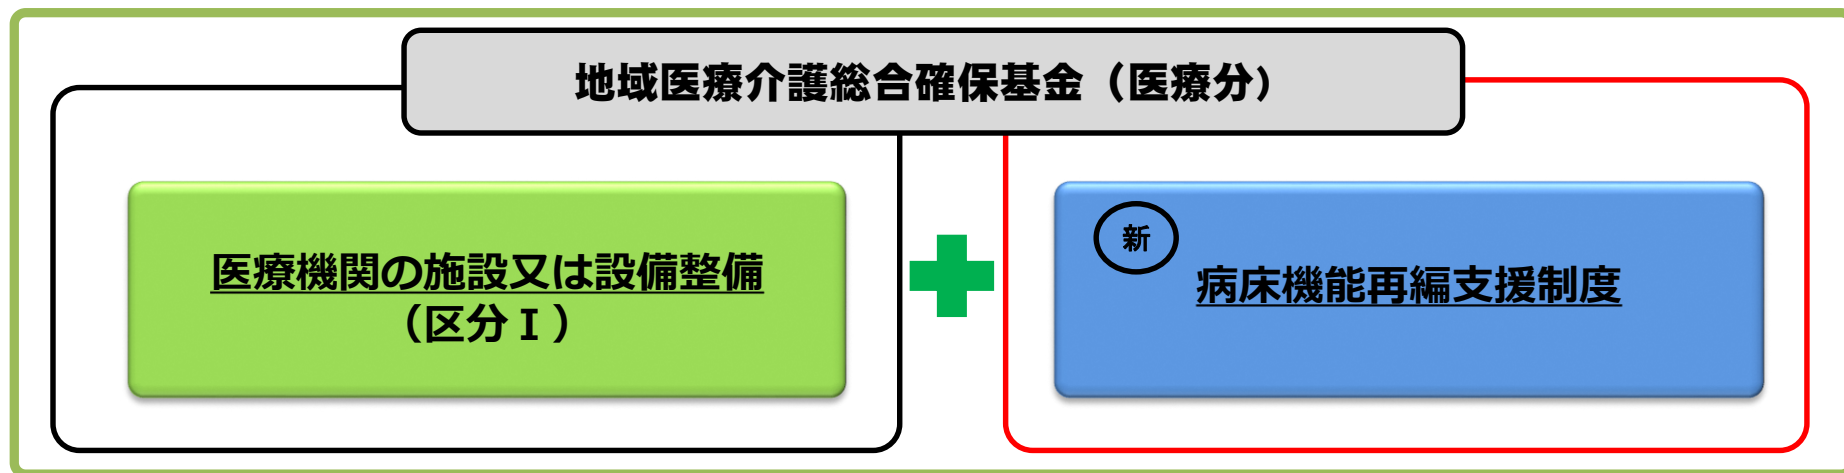 地域医療介護総合確保基金（医療分）
医療機関の施設又は設備整備
（区分Ⅰ）
新
病床機能再編支援制度